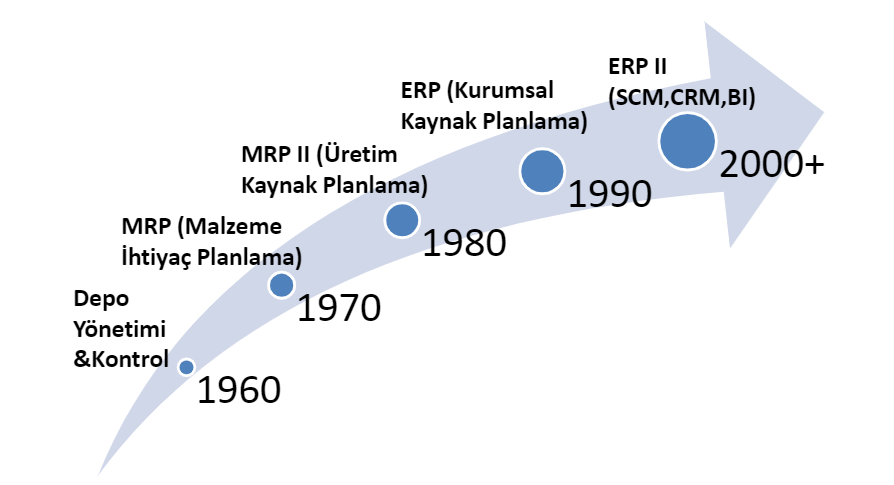 Depo
Yönetimi
&Kontrol
1960
MRP (Malzeme
İhtiyaç Planlama)
1970
MRP II (Üretim
Kaynak Planlama)
1980
ERP (Kurumsal
Kaynak Planlama)
1990
ERP II
(SCM,CRM,BI)
2000+